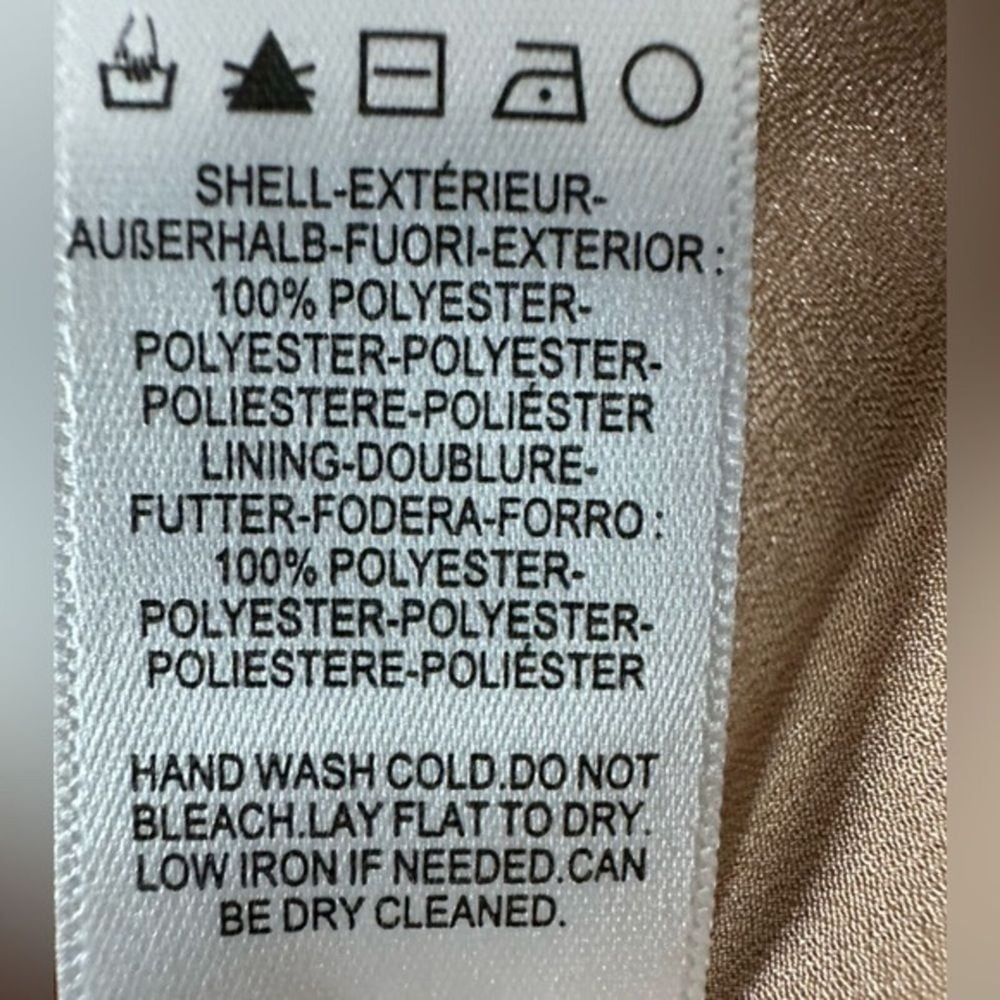 SHELL-EXTÉRIEUR-
AUßERHALB-FUORI-EXTERIOR :
100% POLYESTER-
POLYESTER-POLYESTER-
POLIESTERE-POLIÉSTER
LINING-DOUBLURE-
FUTTER-FODERA-FORRO :
100% POLYESTER-
POLYESTER-POLYESTER-
POLIESTERE-POLIÉSTER
HAND WASH COLD.DO NOT
BLEACH.LAY FLAT TO DRY.
LOW IRON IF NEEDED.CAN
BE DRY CLEANED.